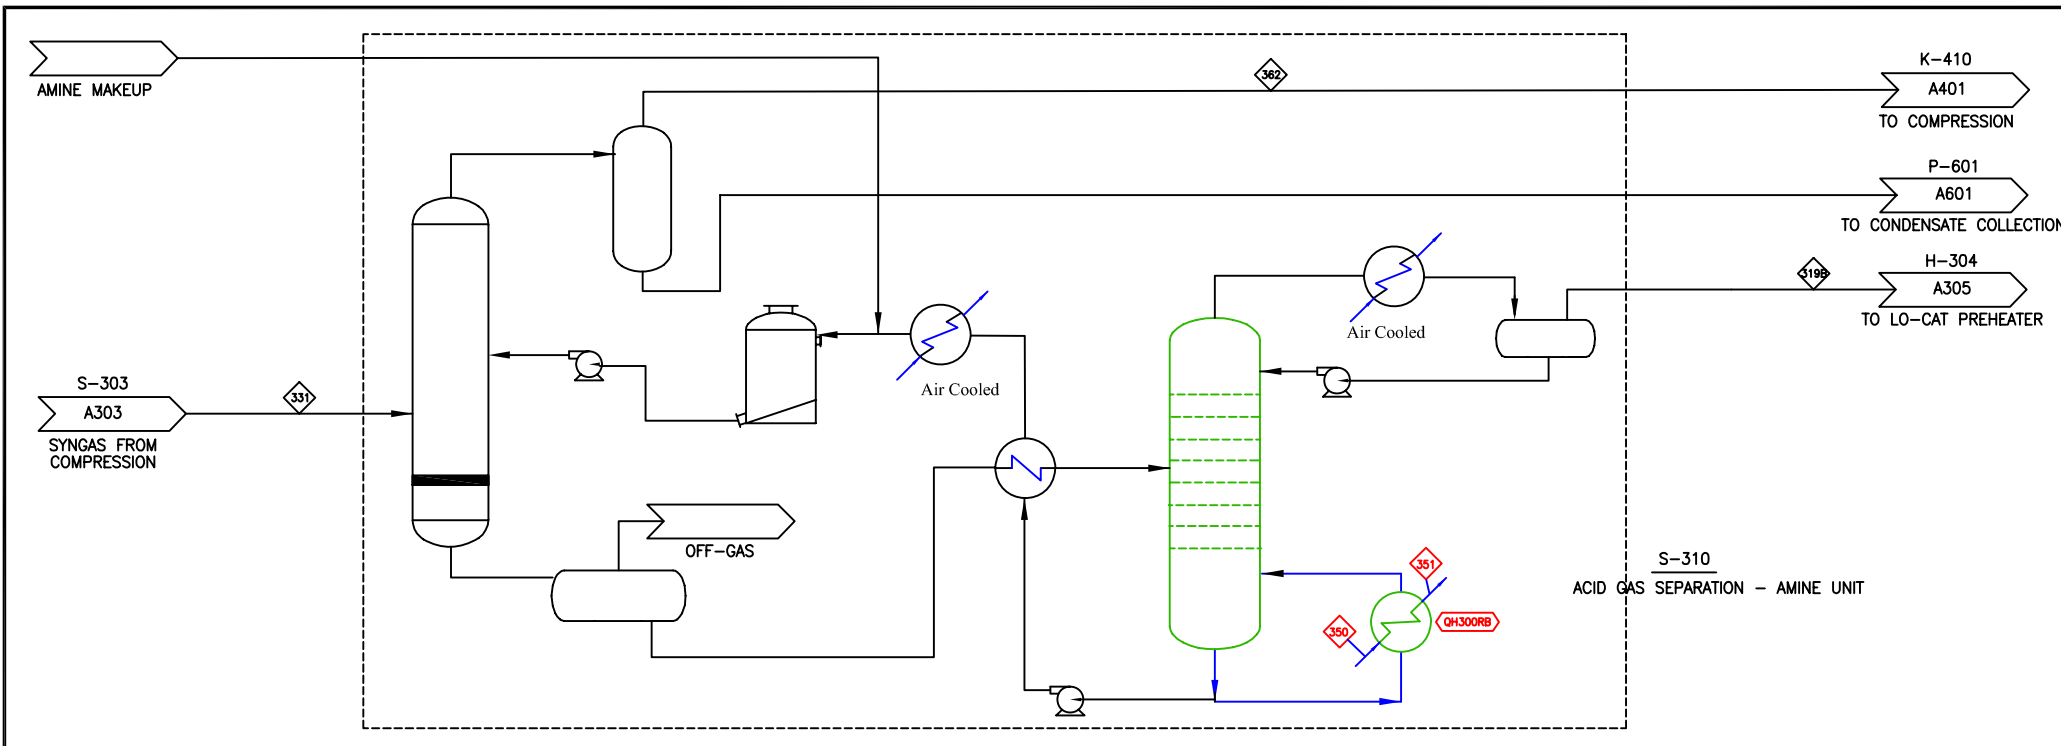 AMINE MAKEUP
362
K-410
A401
TO COMPRESSION
P-601
A601
TO CONDENSATE COLLECTION
319B
H-304
A305
TO LO-CAT PREHEATER
Air Cooled
Air Cooled
S-303
A303
331
SYNGAS FROM
COMPRESSION
OFF-GAS
S-310
ACID GAS SEPARATION - AMINE UNIT
351
350
QH300RB